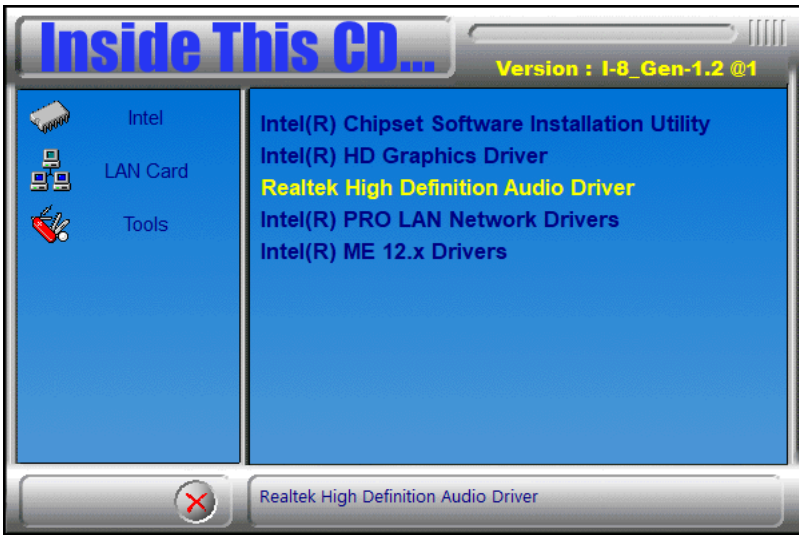 Inside This CD...
Version : I-8_Gen-1.2 @1
Intel
LAN Card
Tools
Intel(R) Chipset Software Installation Utility
Intel(R) HD Graphics Driver
Realtek High Definition Audio Driver
Intel(R) PRO LAN Network Drivers
Intel(R) ME 12.x Drivers
Realtek High Definition Audio Driver